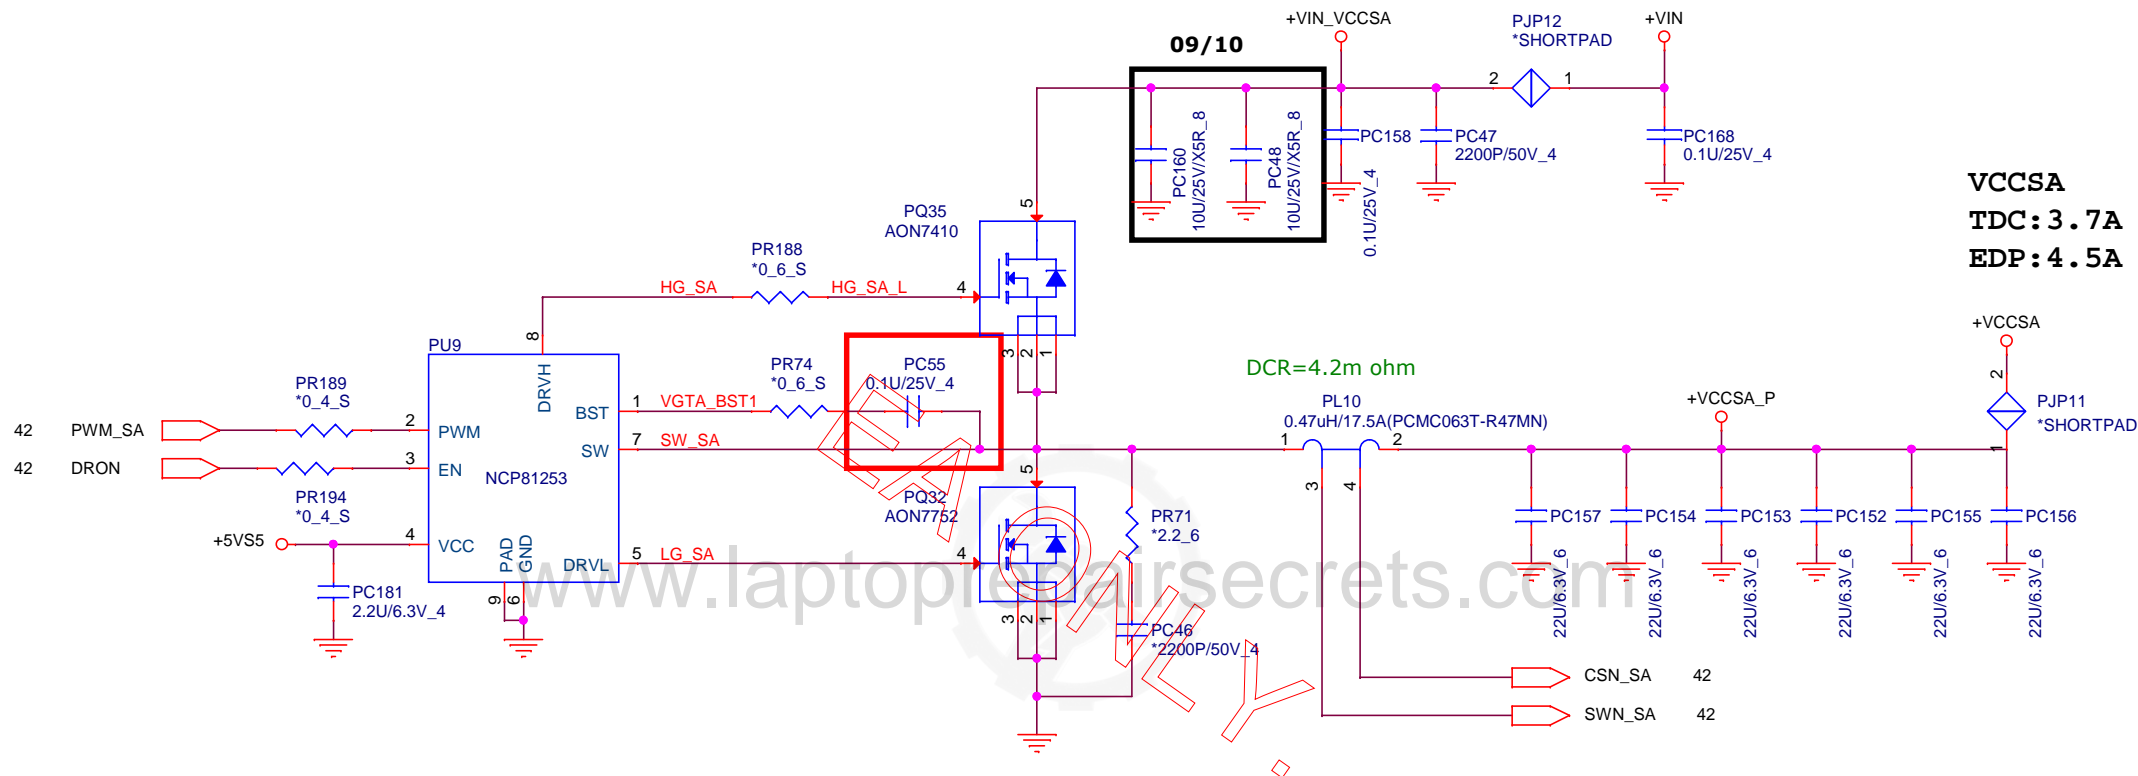 +VIN_VCCSA
PJP12
*SHORTPAD
+VIN
09/10
2
1
PC160
10U/25V/X5R_8
PC48
10U/25V/X5R_8
PC158
0.1U/25V_4
PC47
2200P/50V_4
PC168
0.1U/25V_4
VCCSA
TDC:3.7A
EDP:4.5A
PQ35
AON7410
5
4
3
2
1
PR188
*0_6_S
HG_SA
HG_SA_L
PU9
8
DRVH
PR74
*0_6_S
PC55
0.1U/25V_4
1
BST
VGTA_BST1
7
SW
SW_SA
PR189
*0_4_S
42
PWM_SA
2
PWM
42
DRON
3
EN
NCP81253
PR194
*0_4_S
+5VS5
4
VCC
PAD
GND
9
6
5
DRVL
LG_SA
PC181
2.2U/6.3V_4
PQ32
AON7752
5
4
3
2
1
PR71
*2.2_6
PC46
*2200P/50V_4
DCR=4.2m ohm
PL10
0.47uH/17.5A(PCMC063T-R47MN)
1
2
3
4
+VCCSA_P
+VCCSA
2
PJP11
*SHORTPAD
1
PC157
22U/6.3V_6
PC154
22U/6.3V_6
PC153
22U/6.3V_6
PC152
22U/6.3V_6
PC155
22U/6.3V_6
PC156
22U/6.3V_6
CSN_SA
42
SWN_SA
42
www.laptoprepairsecrets.com
EA
ONLY.